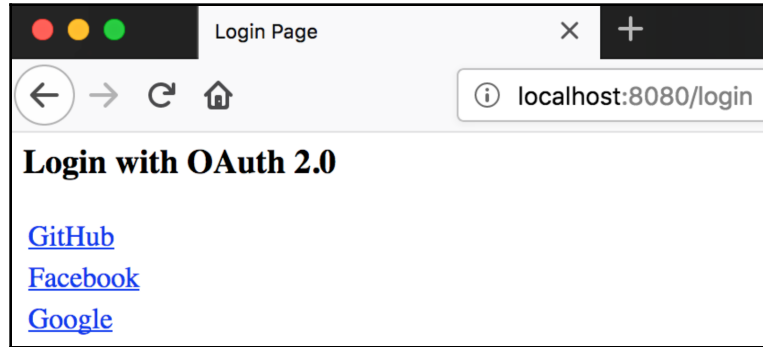 Login Page
localhost:8080/login
Login with OAuth 2.0
GitHub
Facebook
Google